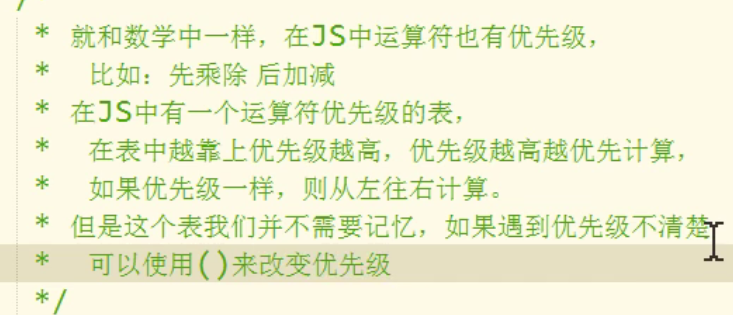 /
* 就和数学中一样，在JS中运算符也有优先级，
* 比如：先乘除 后加减
* 在JS中有一个运算符优先级的表，
* 在表中越靠上优先级越高，优先级越高越优先计算，
* 如果优先级一样，则从左往右计算。
* 但是这个表我们并不需要记忆，如果遇到优先级不清楚
* 可以使用()来改变优先级
*/